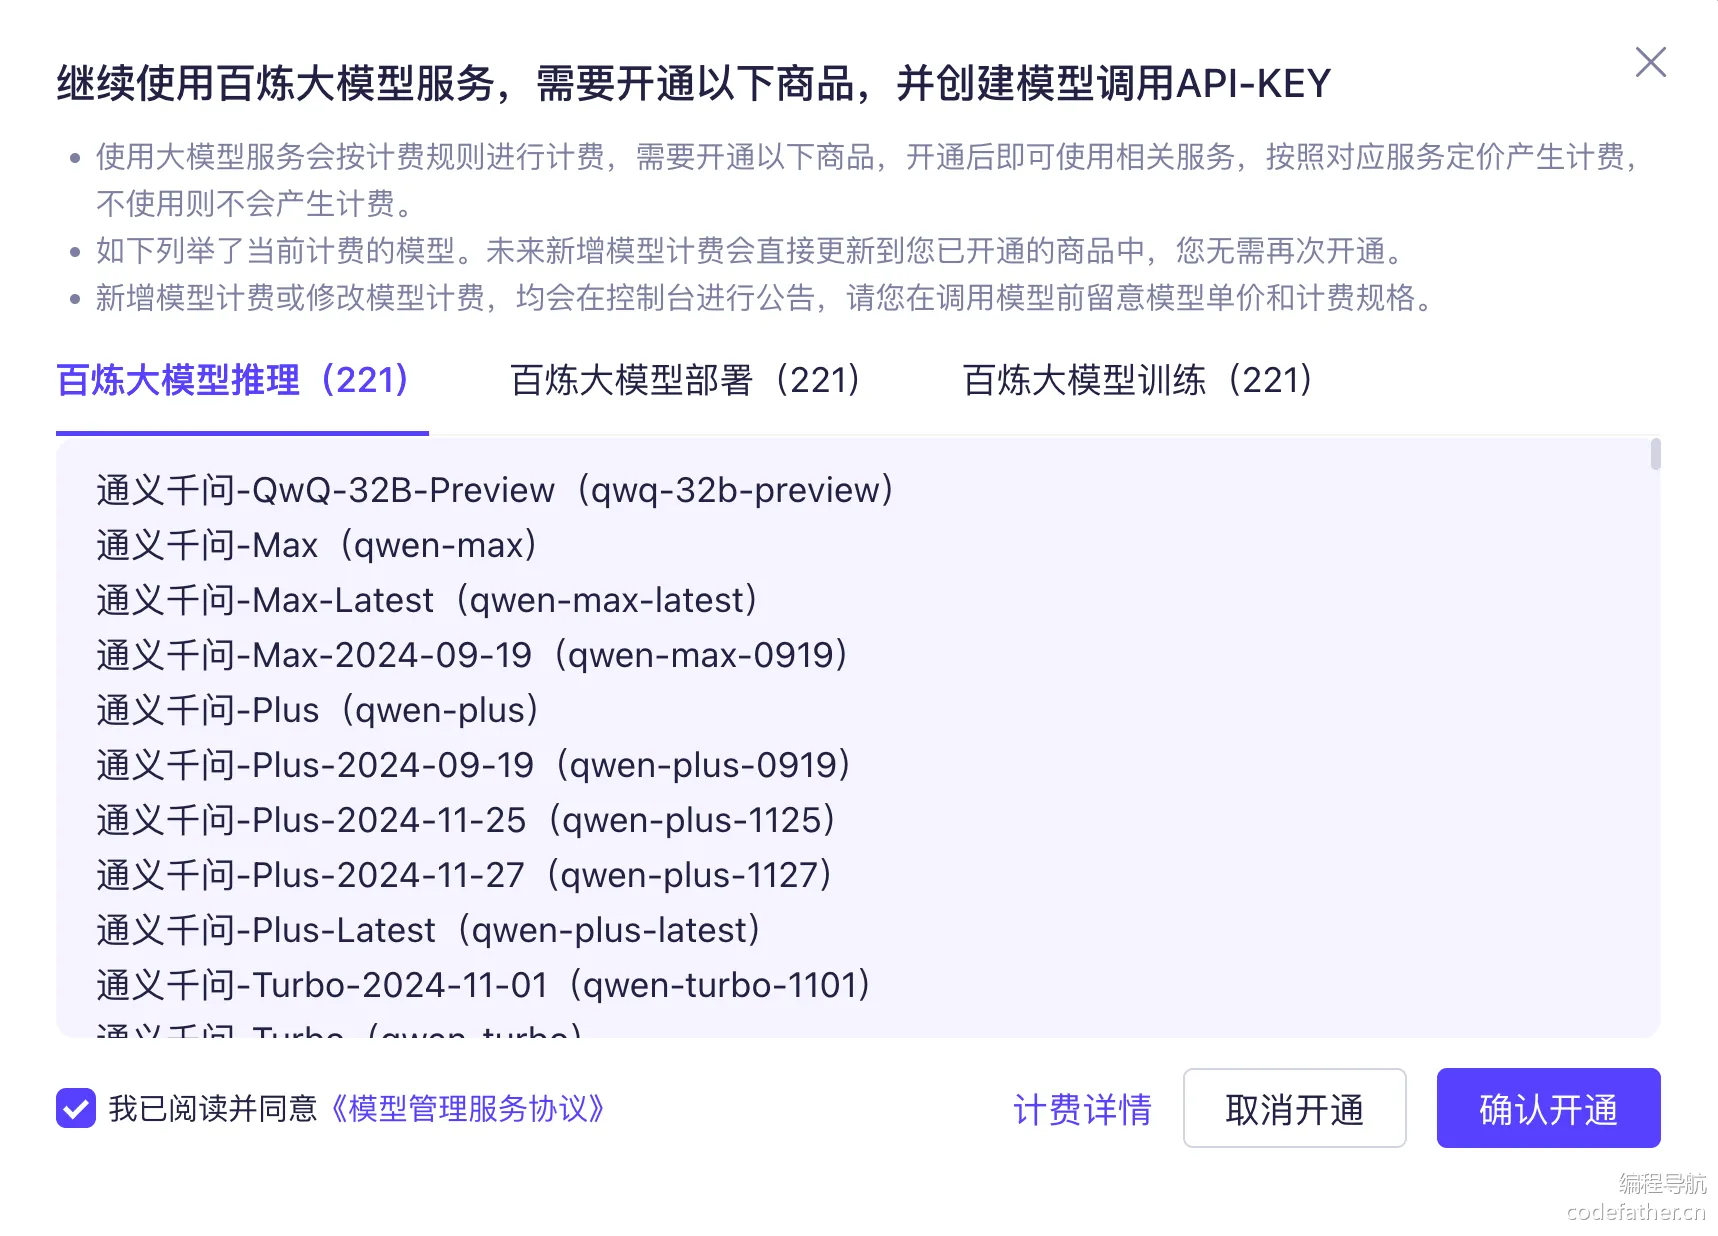 继续使用百炼大模型服务，需要开通以下商品，并创建模型调用API-KEY
使用大模型服务会按计费规则进行计费，需要开通以下商品，开通后即可使用相关服务，按照对应服务定价产生计费，
不使用则不会产生计费。
如下列举了当前计费的模型。未来新增模型计费会直接更新到您已开通的商品中，您无需再次开通。
新增模型计费或修改模型计费，均会在控制台进行公告，请您在调用模型前留意模型单价和计费规格。
百炼大模型推理（221） 百炼大模型部署（221） 百炼大模型训练（221）
通义千问-QwQ-32B-Preview（qwq-32b-preview）
通义千问-Max（qwen-max）
通义千问-Max-Latest（qwen-max-latest）
通义千问-Max-2024-09-19（qwen-max-0919）
通义千问-Plus（qwen-plus）
通义千问-Plus-2024-09-19（qwen-plus-0919）
通义千问-Plus-2024-11-25（qwen-plus-1125）
通义千问-Plus-2024-11-27（qwen-plus-1127）
通义千问-Plus-Latest（qwen-plus-latest）
通义千问-Turbo-2024-11-01（qwen-turbo-1101）
通义千问-Turbo（qwen-turbo）
我已阅读并同意《模型管理服务协议》 计费详情 取消开通 确认开通
编程导航
codefather.cn